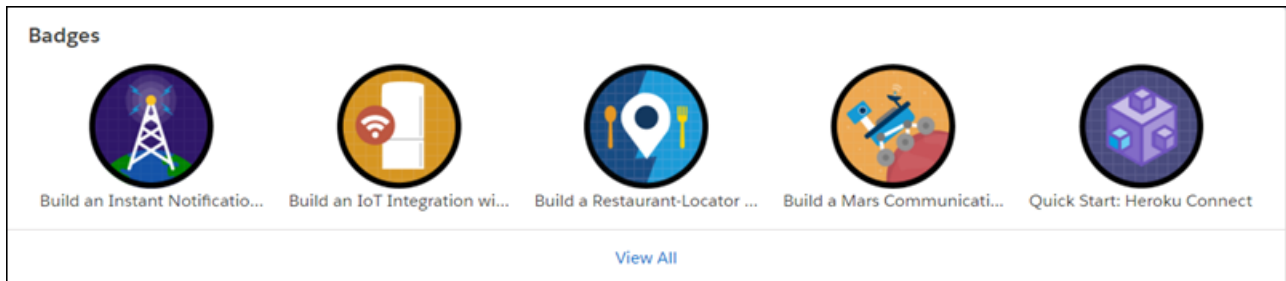 Badges
Build an Instant Notificatio...
Build an IoT Integration wi...
Build a Restaurant-Locator ...
Build a Mars Communicati...
Quick Start: Heroku Connect
View All